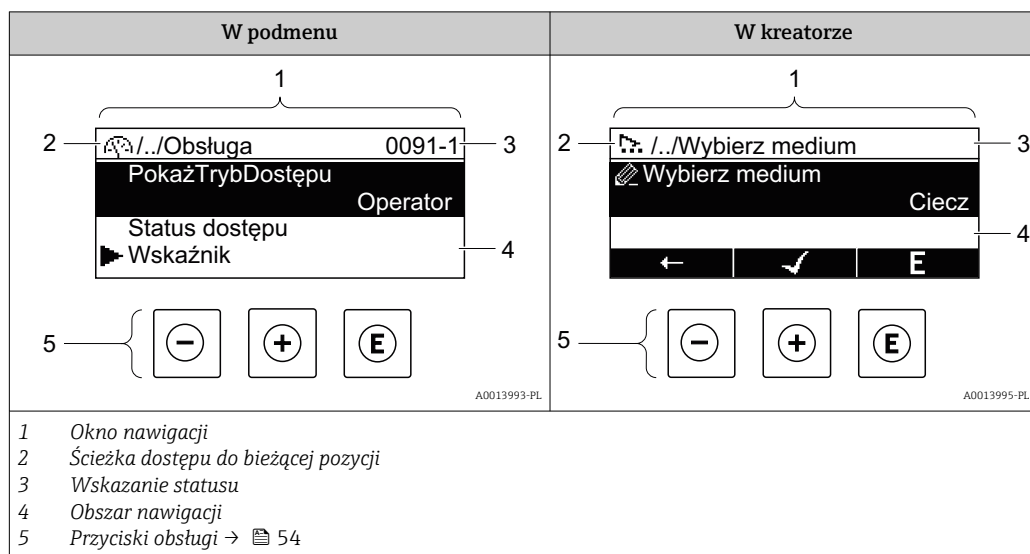 W podmenu
W kreatorze
1
2
/../Obsługa 0091-1
3
PokażTrybDostępu
Operator
Status dostępu
Wskaźnik
4
5
- + E
A0013993-PL
1
2
/../Wybierz medium
3
Wybierz medium
Ciecz
4
← ✓ E
5
- + E
A0013995-PL
1 Okno nawigacji
2 Ścieżka dostępu do bieżącej pozycji
3 Wskazanie statusu
4 Obszar nawigacji
5 Przyciski obsługi → 54